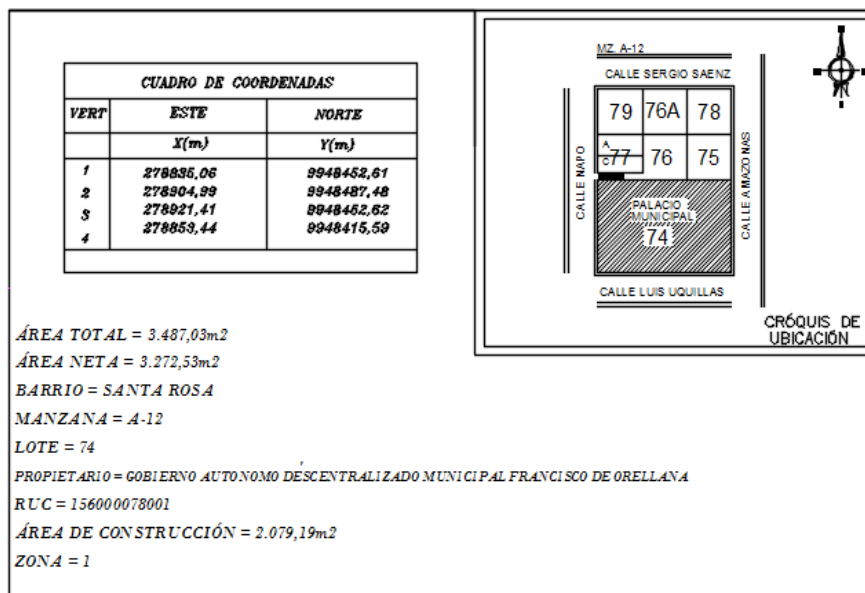 CUADRO DE COORDENADAS
VERT ESTE NORTE
X(m) Y(m)
1 278835,06 9948452,61
2 278904,99 9948487,48
3 278921,41 9948452,62
4 278853,44 9948415,59
MZ. A-12
CALLE SERGIO SAENZ
79 76A 78
A
C
77 76 75
CALLE NAPO
CALLE AMAZONAS
PALACIO
MUNICIPAL
74
CALLE LUIS UQUILLAS
CRÓQUIS DE
UBICACIÓN
ÁREA TOTAL = 3.487,03m2
ÁREA NETA = 3.272,53m2
BARRIO = SANTA ROSA
MANZANA = A-12
LOTE = 74
PROPIETARIO = GOBIERNO AUTONOMO DESCENTRALIZADO MUNICIPAL FRANCISCO DE ORELLANA
RUC = 156000078001
ÁREA DE CONSTRUCCIÓN = 2.079,19m2
ZONA = 1